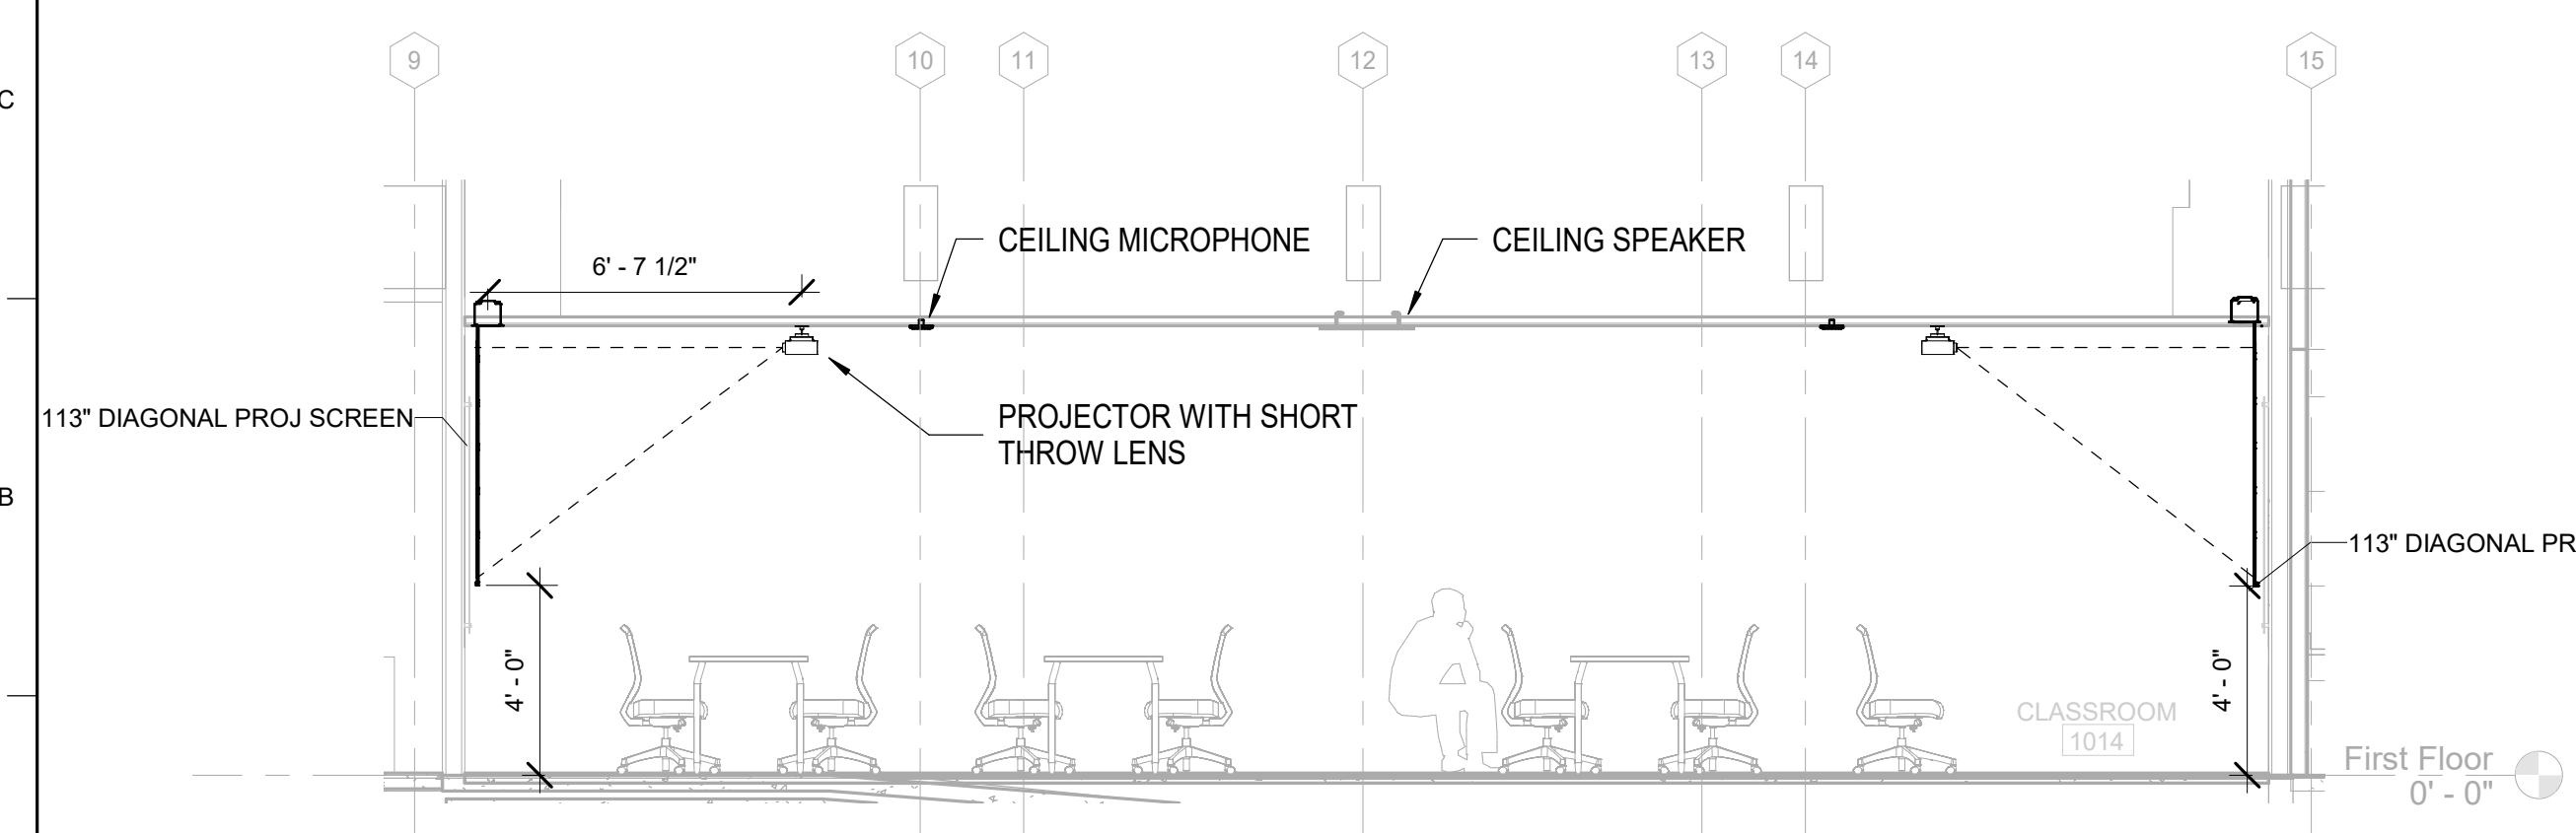 9
10
11
12
13
14
15
C
CEILING MICROPHONE
CEILING SPEAKER
6' - 7 1/2"
113" DIAGONAL PROJ SCREEN
PROJECTOR WITH SHORT
THROW LENS
B
113" DIAGONAL PR
4' - 0"
4' - 0"
CLASSROOM
1014
First Floor
0' - 0"